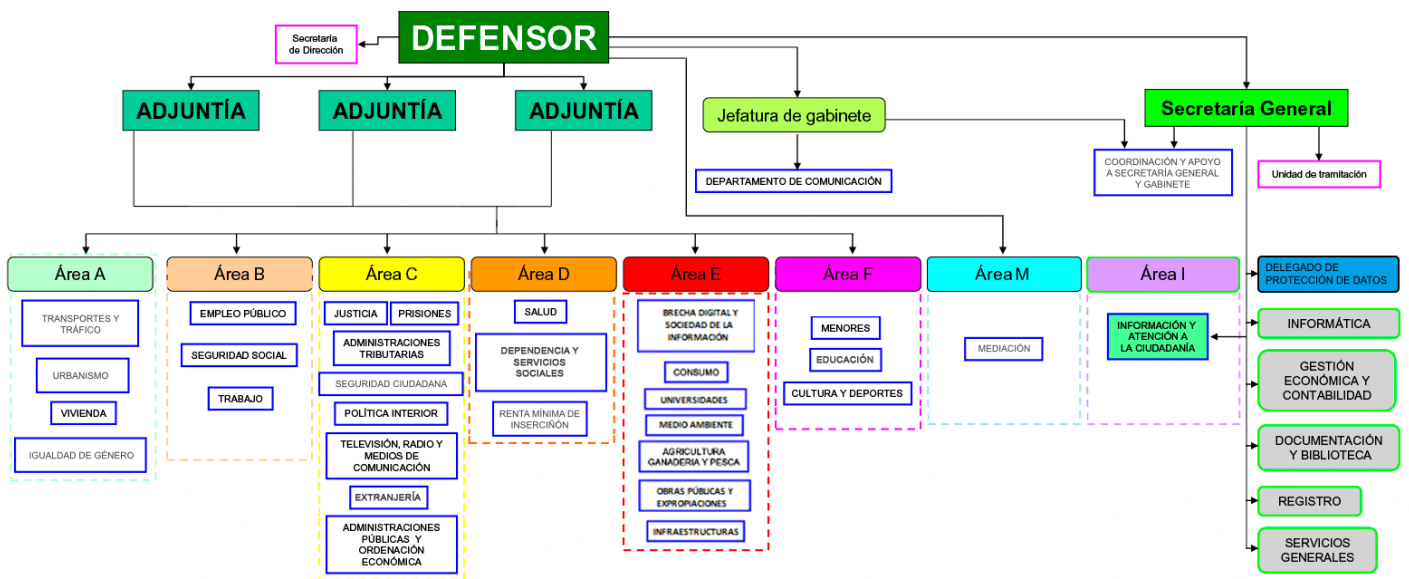 DEFENSOR
Secretaría
de Dirección
ADJUNTÍA
ADJUNTÍA
ADJUNTÍA
Jefatura de gabinete
Secretaría General
DEPARTAMENTO DE COMUNICACIÓN
COORDINACIÓN Y APOYO
A SECRETARÍA GENERAL
Y GABINETE
Unidad de tramitación
Área A
TRANSPORTES Y
TRÁFICO
URBANISMO
VIVIENDA
IGUALDAD DE GÉNERO
Área B
EMPLEO PÚBLICO
SEGURIDAD SOCIAL
TRABAJO
Área C
JUSTICIA
PRISIONES
ADMINISTRACIONES
TRIBUTARIAS
SEGURIDAD CIUDADANA
POLÍTICA INTERIOR
TELEVISIÓN, RADIO Y
MEDIOS DE
COMUNICACIÓN
EXTRANJERÍA
ADMINISTRACIONES
PÚBLICAS Y
ORDENACIÓN
ECONÓMICA
Área D
SALUD
DEPENDENCIA Y
SERVICIOS
SOCIALES
RENTA MÍNIMA DE
INSERCIÑÓN
Área E
BRECHA DIGITAL Y
SOCIEDAD DE LA
INFORMACIÓN
CONSUMO
UNIVERSIDADES
MEDIO AMBIENTE
AGRICULTURA
GANADERIA Y PESCA
OBRAS PÚBLICAS Y
EXPROPIACIONES
INFRAESTRUCTURAS
Área F
MENORES
EDUCACIÓN
CULTURA Y DEPORTES
Área M
MEDIACIÓN
Área I
INFORMACIÓN Y
ATENCIÓN A
LA CIUDADANÍA
DELEGADO DE
PROTECCIÓN DE DATOS
INFORMÁTICA
GESTIÓN
ECONÓMICA Y
CONTABILIDAD
DOCUMENTACIÓN
Y BIBLIOTECA
REGISTRO
SERVICIOS
GENERALES